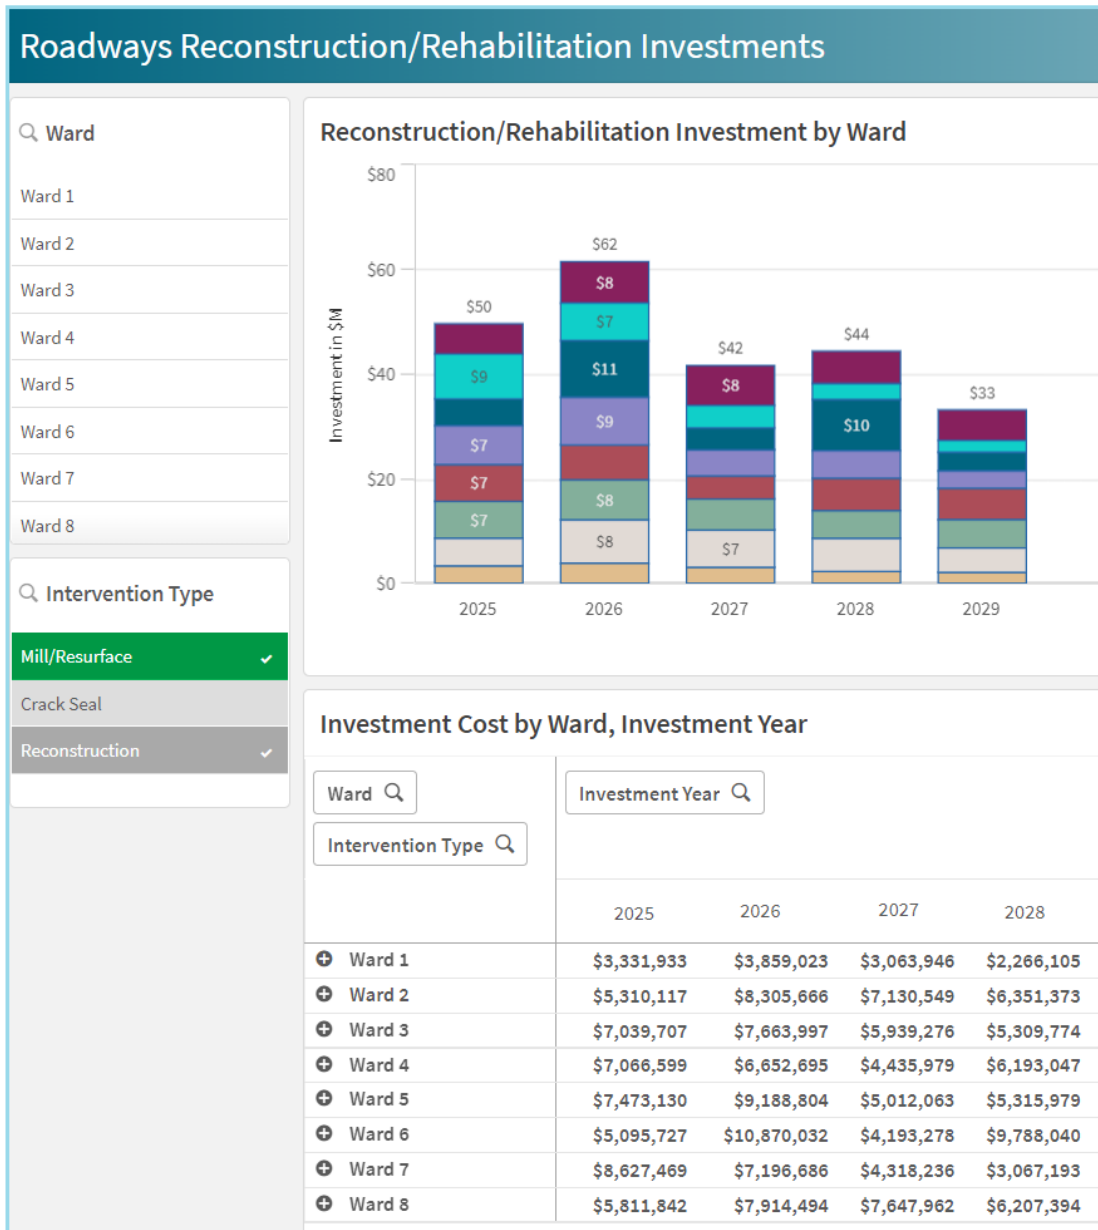 Roadways Reconstruction/Rehabilitation Investments
Ward
Ward 1
Ward 2
Ward 3
Ward 4
Ward 5
Ward 6
Ward 7
Ward 8
Intervention Type
Mill/Resurface
Crack Seal
Reconstruction
Reconstruction/Rehabilitation Investment by Ward
Investment in $M
$80
$60
$40
$20
$0
$50
$9
$7
$7
$7
$62
$8
$7
$11
$9
$8
$8
$42
$8
$7
$44
$10
$33
2025 2026 2027 2028 2029
Investment Cost by Ward, Investment Year
Ward Investment Year
Intervention Type
2025 2026 2027 2028
Ward 1 $3,331,933 $3,859,023 $3,063,946 $2,266,105
Ward 2 $5,310,117 $8,305,666 $7,130,549 $6,351,373
Ward 3 $7,039,707 $7,663,997 $5,939,276 $5,309,774
Ward 4 $7,066,599 $6,652,695 $4,435,979 $6,193,047
Ward 5 $7,473,130 $9,188,804 $5,012,063 $5,315,979
Ward 6 $5,095,727 $10,870,032 $4,193,278 $9,788,040
Ward 7 $8,627,469 $7,196,686 $4,318,236 $3,067,193
Ward 8 $5,811,842 $7,914,494 $7,647,962 $6,207,394